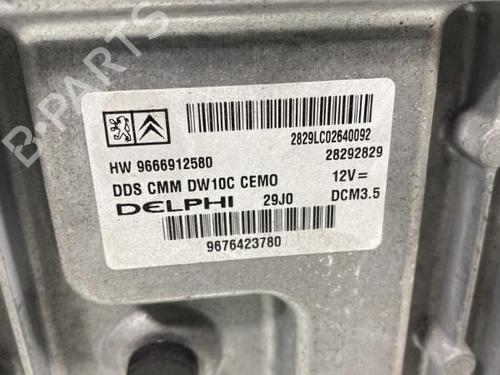 B-PARTS
2829LC02640092
HW 9666912580 28292829
DDS CMM DW10C CEMO 12V=
DELPHI 29J0 DCM3.5
9676423780